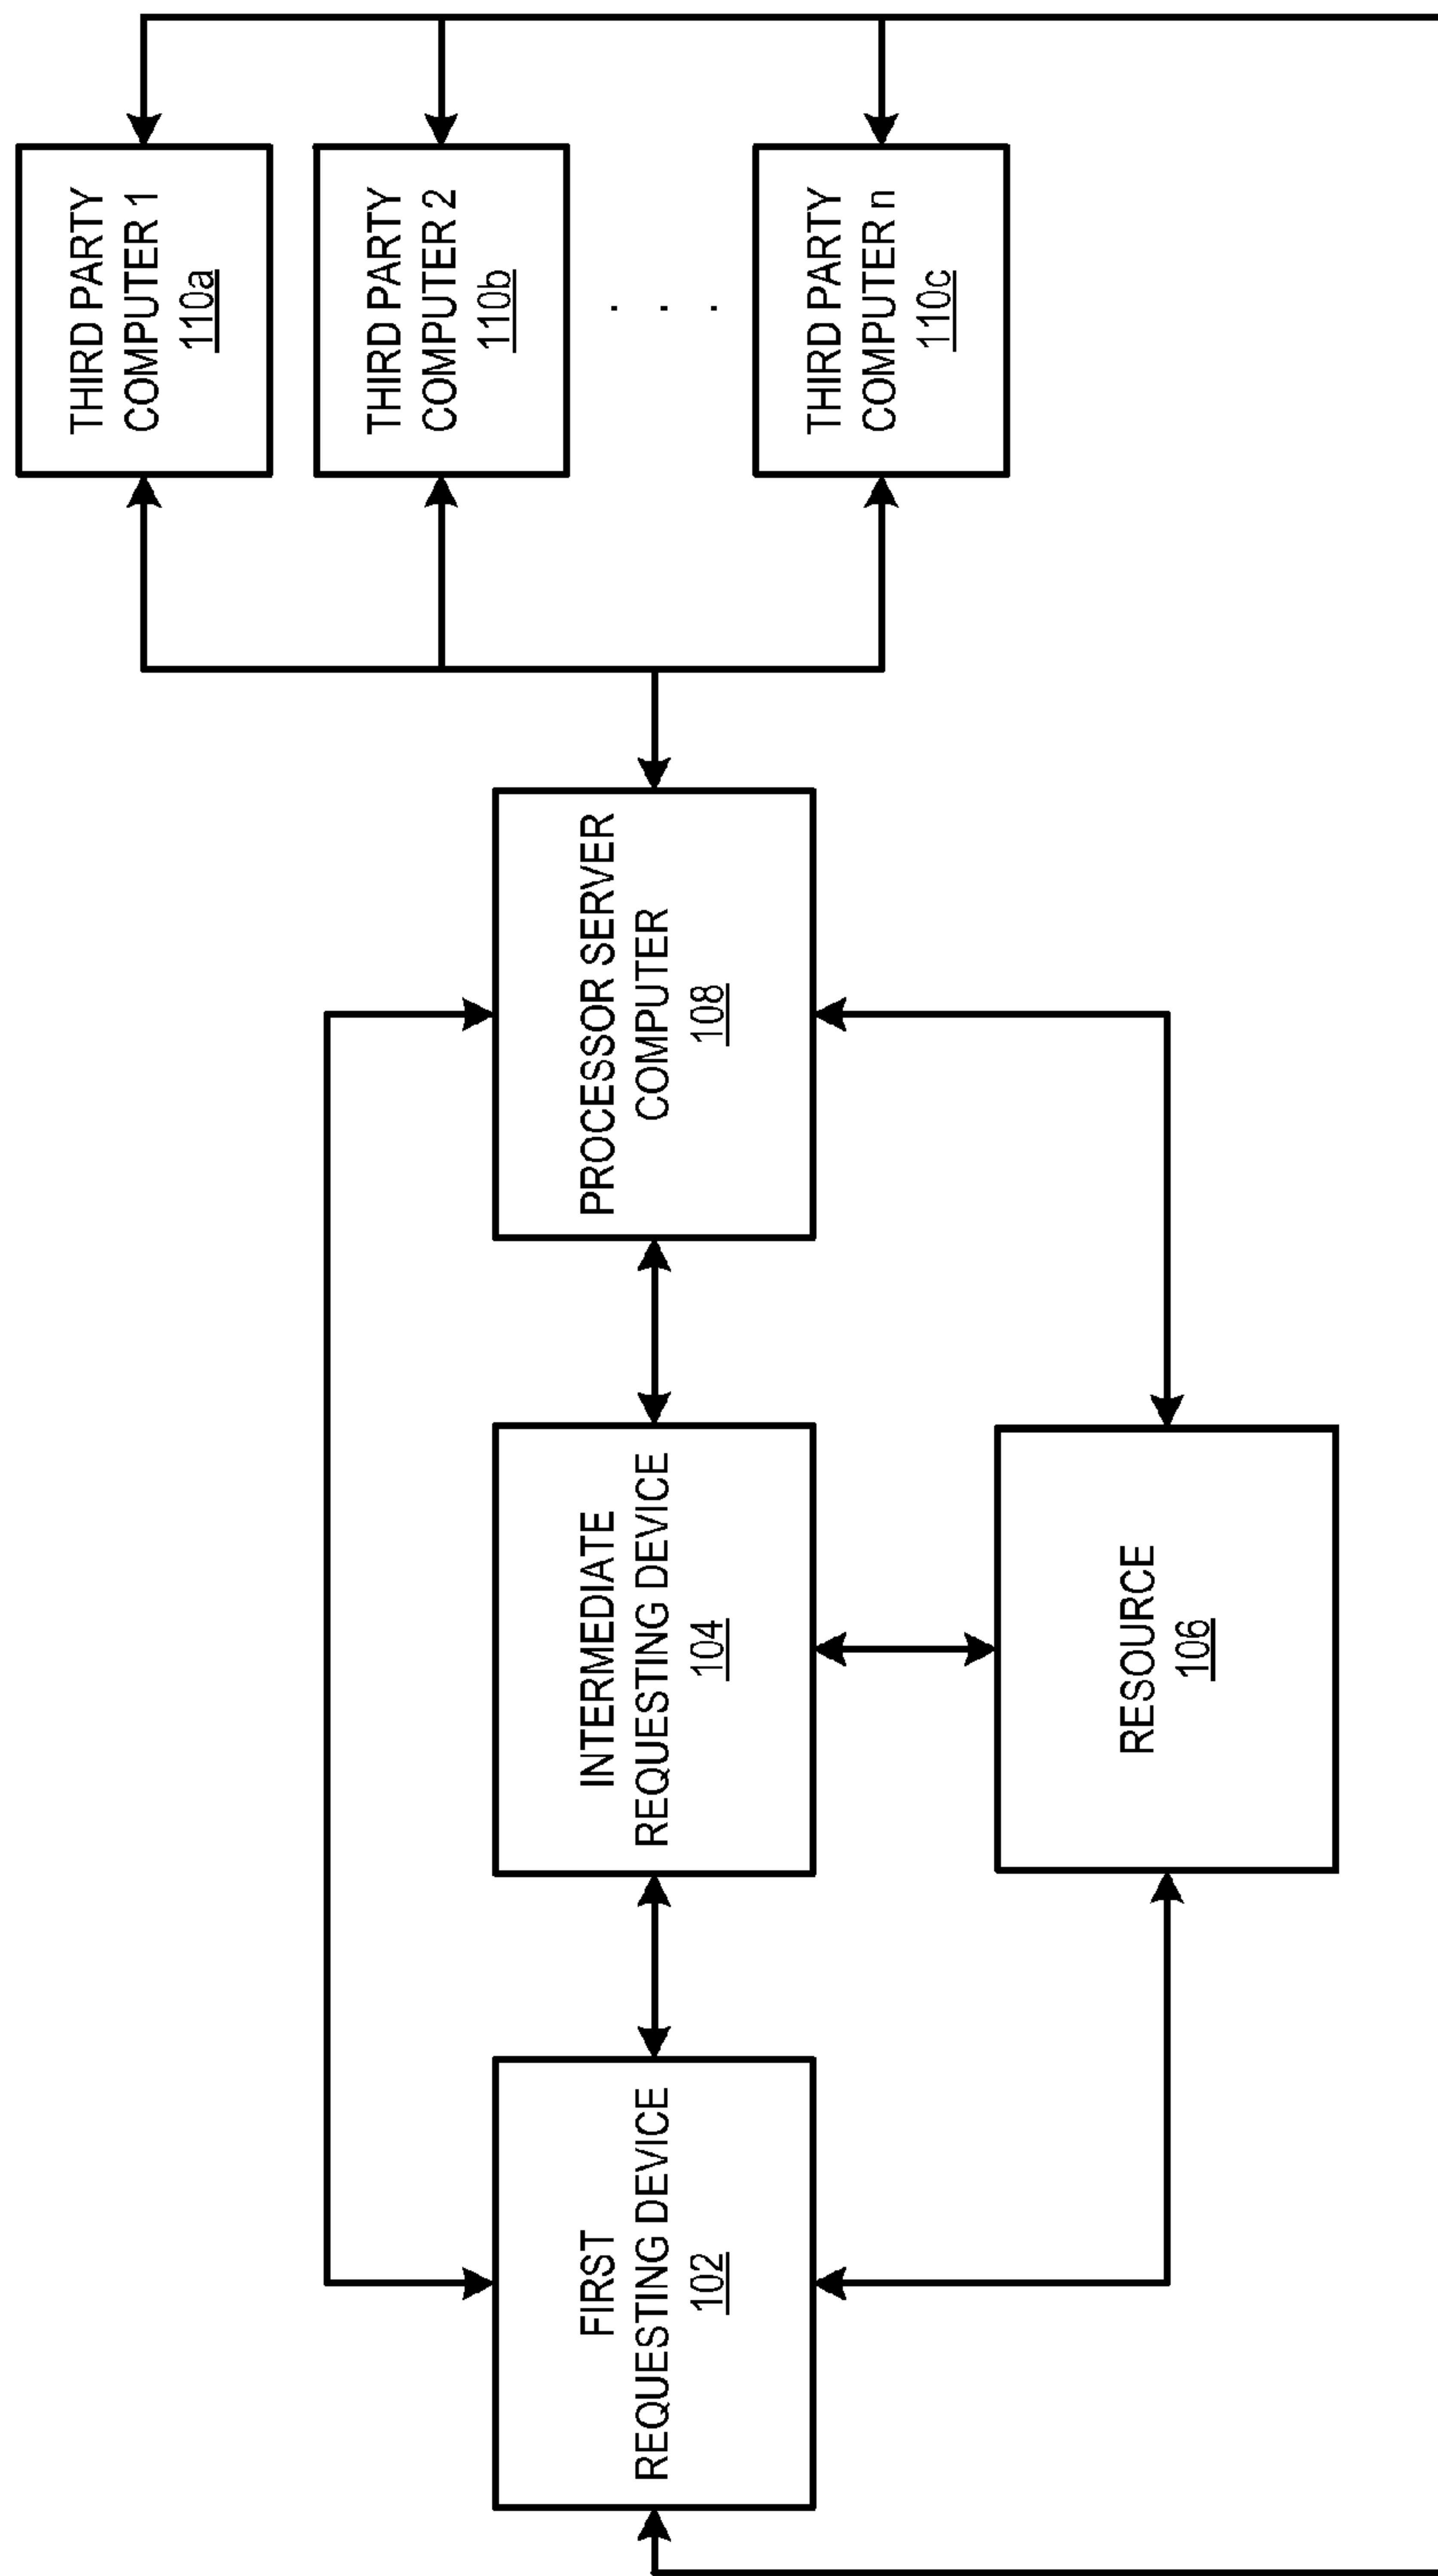 FIRST
REQUESTING DEVICE
102
INTERMEDIATE
REQUESTING DEVICE
104
RESOURCE
106
PROCESSOR SERVER
COMPUTER
108
THIRD PARTY
COMPUTER 1
110a
THIRD PARTY
COMPUTER 2
110b
. . .
THIRD PARTY
COMPUTER n
110c